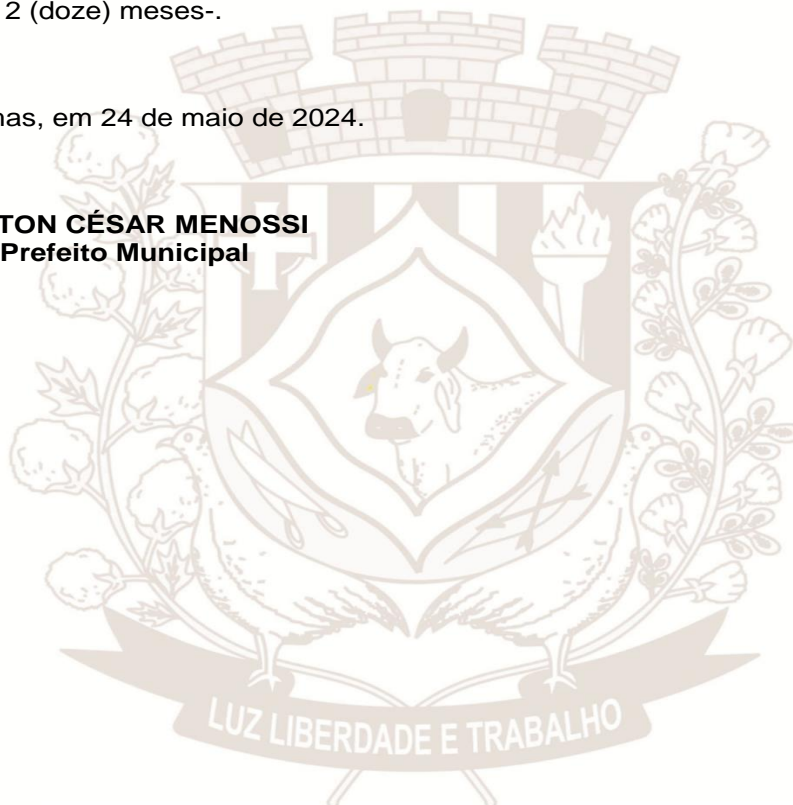 2 (doze) meses-.
nas, em 24 de maio de 2024.
TON CÉSAR MENOSSI
Prefeito Municipal
LUZ LIBERDADE E TRABALHO